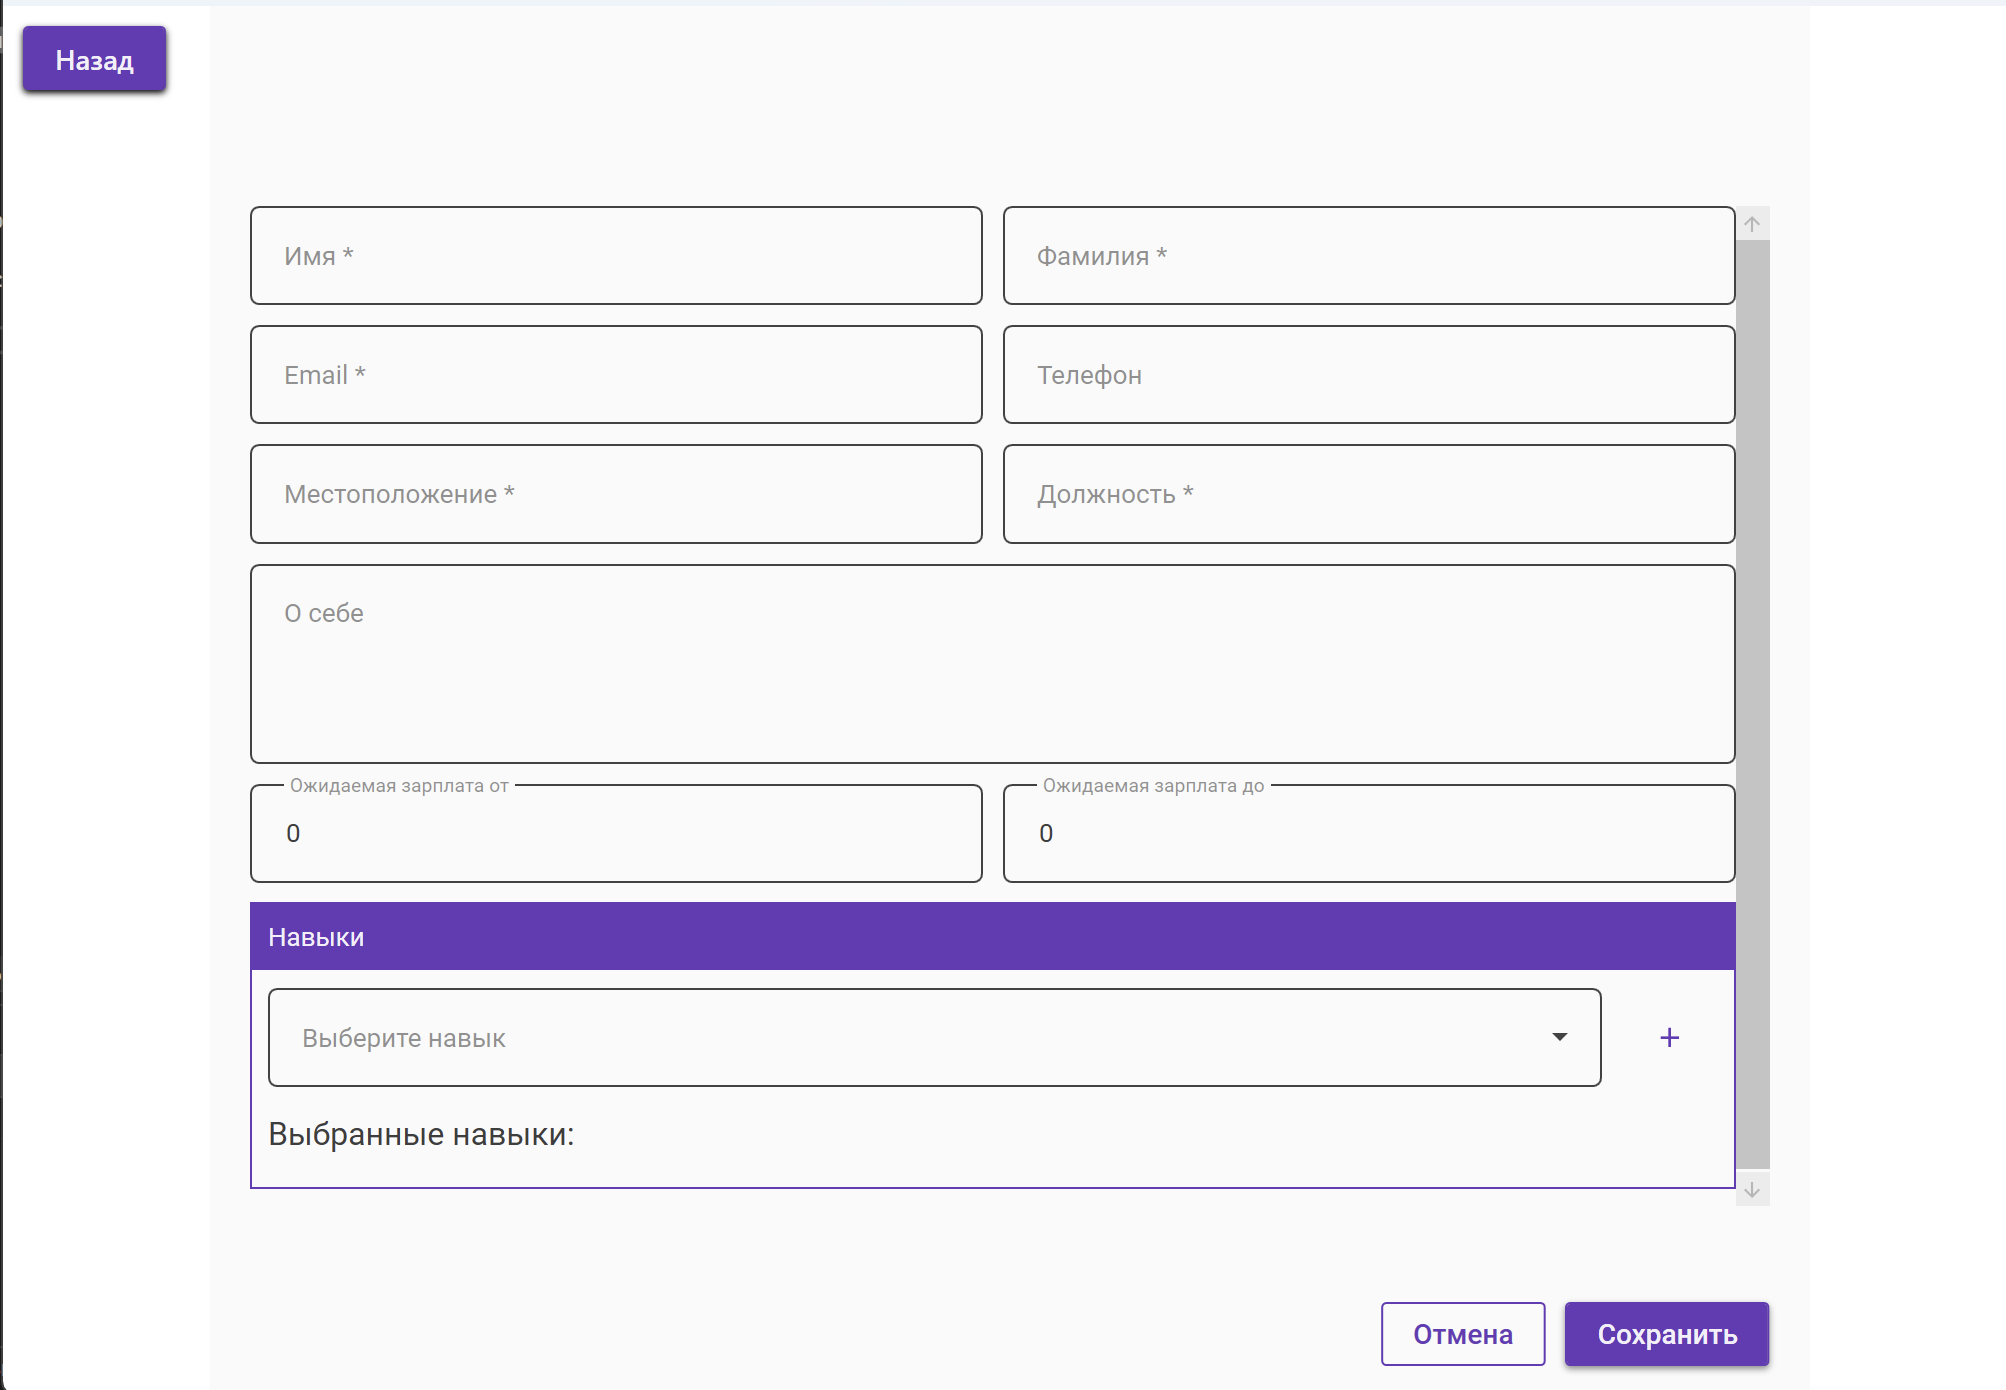 Назад
Имя *
Фамилия *
Email *
Телефон
Местоположение *
Должность *
О себе
Ожидаемая зарплата от
0
Ожидаемая зарплата до
0
Навыки
Выберите навык
+
Выбранные навыки:
Отмена
Сохранить